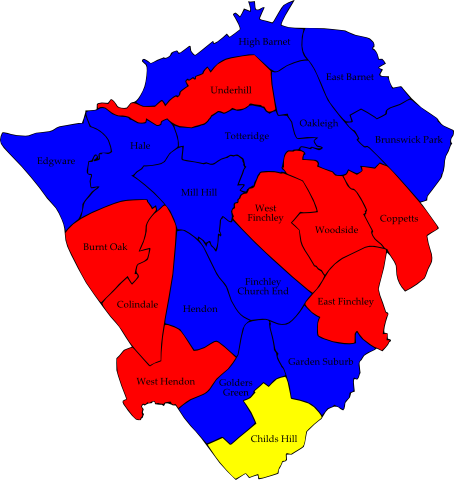 High Barnet
East Barnet
Underhill
Oakleigh
Totteridge
Brunswick Park
Hale
Edgware
Mill Hill
West
Finchley
Coppetts
Woodside
Burnt Oak
Finchley
Church End
Colindale
Hendon
East Finchley
Garden Suburb
West Hendon
Golders
Green
Childs Hill